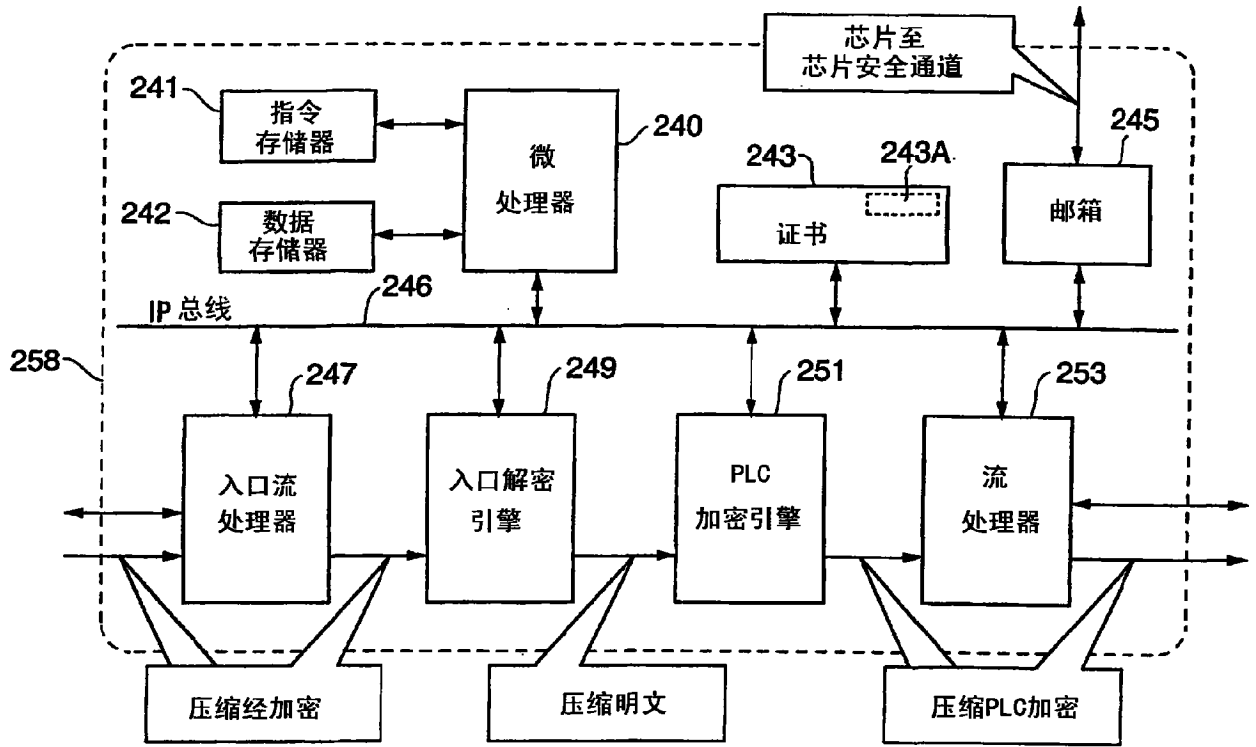 芯片至
芯片安全通道
241
指令
存储器
微
处理器
240
243
243A
245
242
数据
存储器
证书
邮箱
IP 总线
246
258
247
249
251
253
入口流
处理器
入口解密
引擎
PLC
加密引擎
流
处理器
压缩经加密
压缩明文
压缩PLC加密